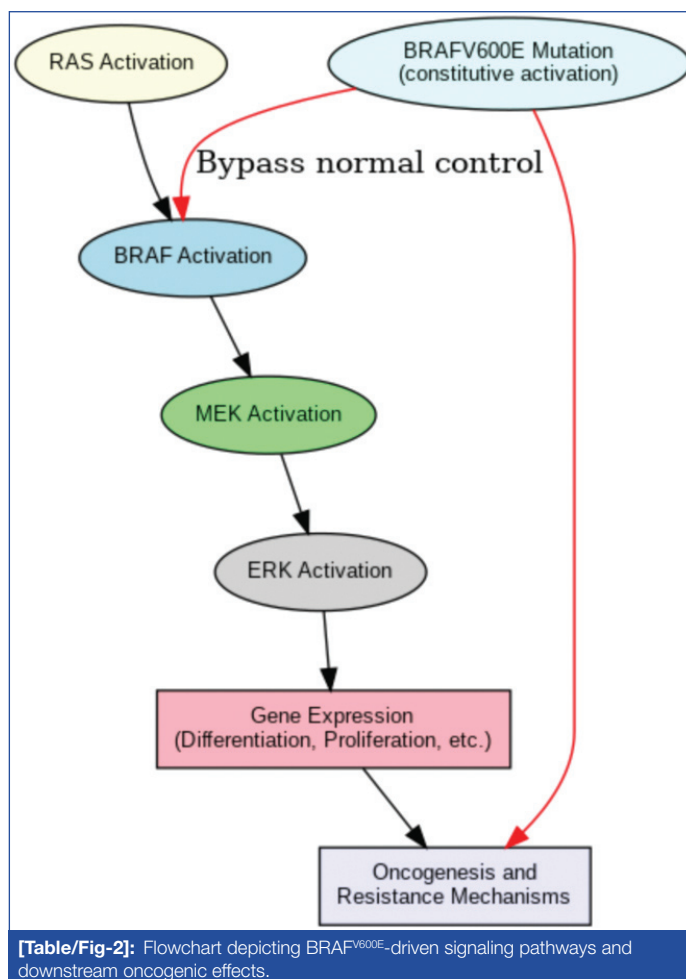 RAS Activation
BRAFV600E Mutation
(constitutive activation)
Bypass normal control
BRAF Activation
MEK Activation
ERK Activation
Gene Expression
(Differentiation, Proliferation, etc.)
Oncogenesis and
Resistance Mechanisms
[Table/Fig-2]: Flowchart depicting BRAFV600E-driven signaling pathways and
downstream oncogenic effects.